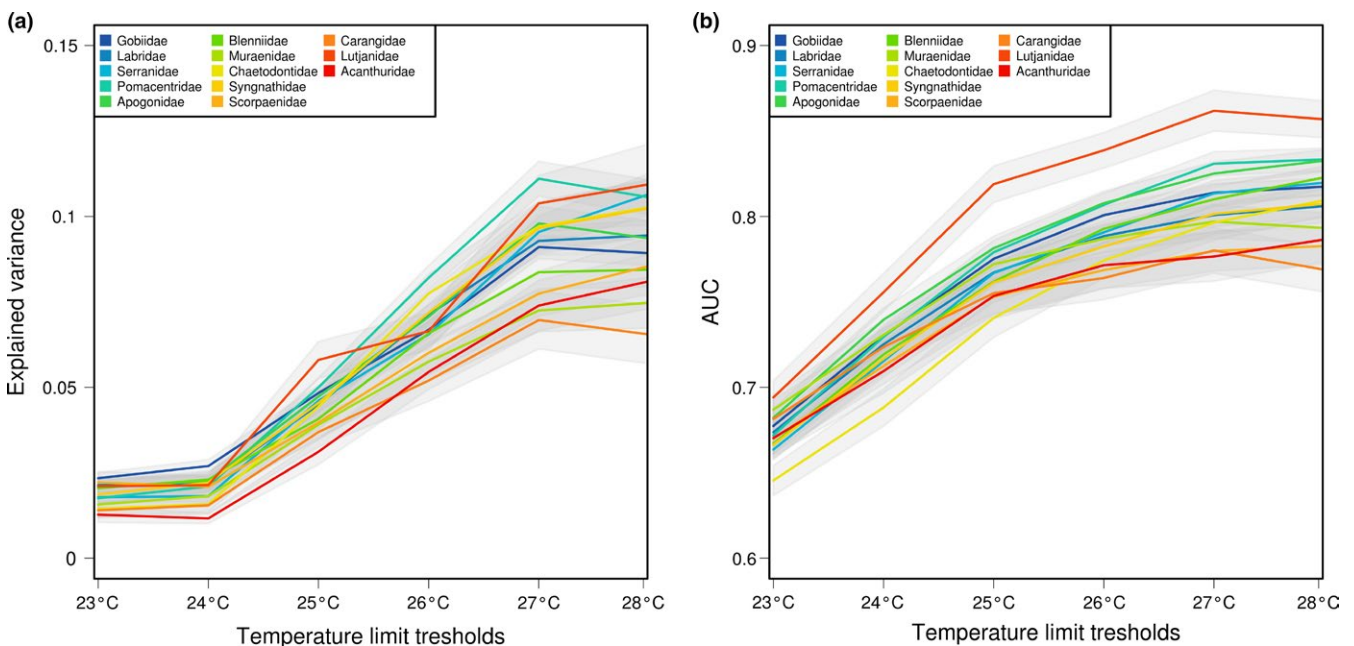 (a)
0.15
Gobiidae Blenniidae Carangidae
Labridae Muraenidae Lutjanidae
Serranidae Chaetodontidae Acanthuridae
Pomacentridae Syngnathidae
Apogonidae Scorpaenidae
0.1
0.05
0
Explained variance
23°C 24°C 25°C 26°C 27°C 28°C
Temperature limit tresholds
(b)
0.9
Gobiidae Blenniidae Carangidae
Labridae Muraenidae Lutjanidae
Serranidae Chaetodontidae Acanthuridae
Pomacentridae Syngnathidae
Apogonidae Scorpaenidae
0.8
0.7
0.6
AUC
23°C 24°C 25°C 26°C 27°C 28°C
Temperature limit tresholds